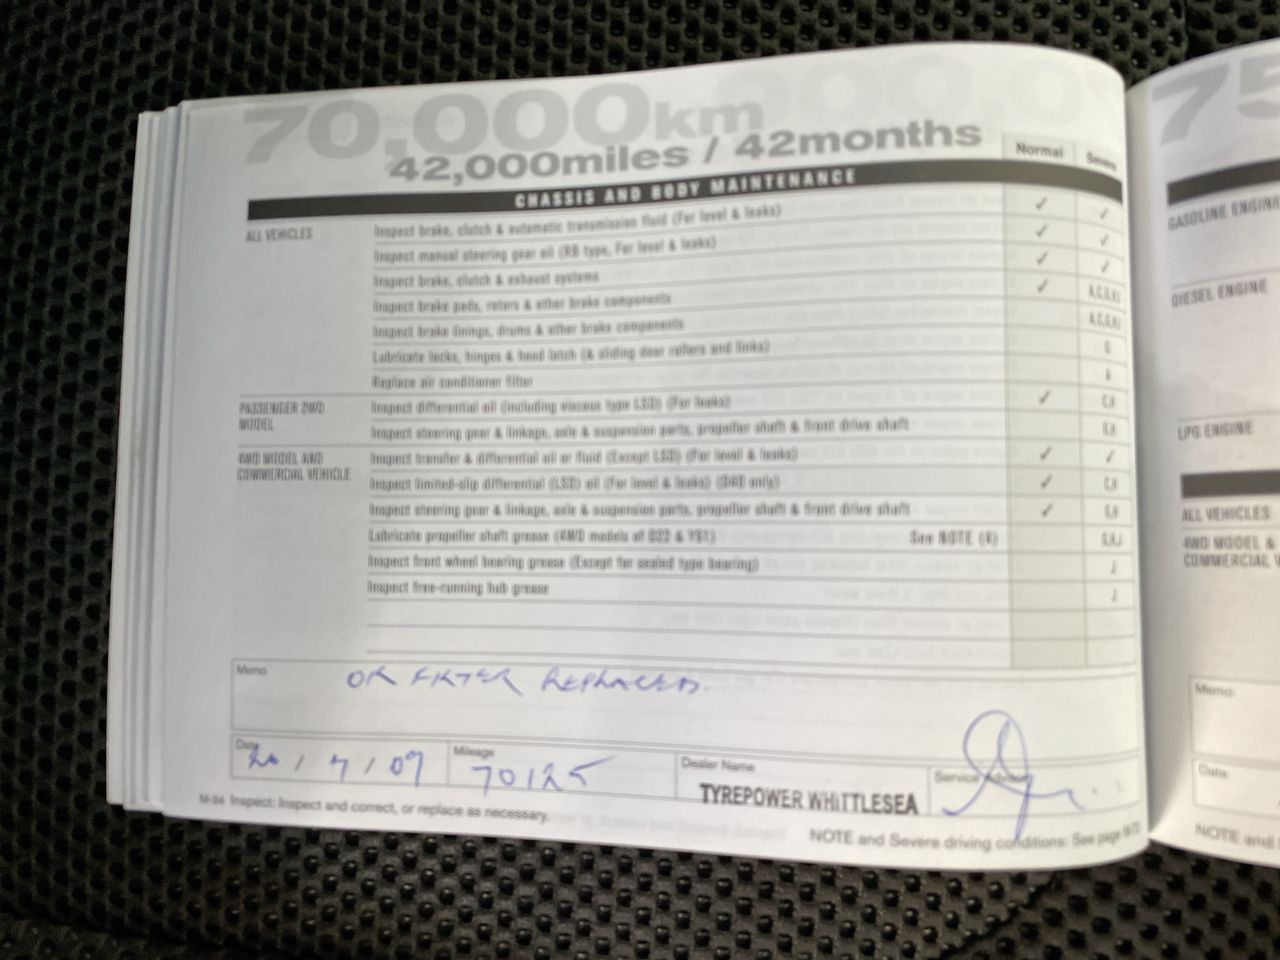 70,000km
42,000miles / 42months
Normal Severe
CHASSIS AND BODY MAINTENANCE
ALL VEHICLES Inspect brake, clutch & automatic transmission fluid (For level & leaks) ✓ ✓
Inspect manual steering gear oil (RB type, For level & leaks) ✓ ✓
Inspect brake, clutch & exhaust systems ✓ ✓
Inspect brake pads, rotors & other brake components ✓ A,C,G,H,I
Inspect brake linings, drums & other brake components A,C,G,H,I
Lubricate locks, hinges & hood latch (& sliding door rollers and links) G
Replace air conditioner filter A
PASSENGER 2WD MODEL Inspect differential oil (including viscous type LSD) (For leaks) ✓ C,H
Inspect steering gear & linkage, axle & suspension parts, propeller shaft & front drive shaft G,H
4WD MODEL AND COMMERCIAL VEHICLE Inspect transfer & differential oil or fluid (Except LSD) (For level & leaks) ✓ ✓
Inspect limited-slip differential (LSD) oil (For level & leaks) (D40 only) ✓ C,H
Inspect steering gear & linkage, axle & suspension parts, propeller shaft & front drive shaft ✓ G,H
Lubricate propeller shaft grease (4WD models of D22 & Y61) See NOTE (4) G,H,J
Inspect front wheel bearing grease (Except for sealed type bearing) J
Inspect free-running hub grease J
Memo
REPLACED.
Date / 7 / 09
Mileage 70125
Dealer Name
TYREPOWER WHITTLESEA
Service Advisor
M-94 Inspect: Inspect and correct, or replace as necessary.
NOTE and Severe driving conditions: See page
75
GASOLINE ENGINE
DIESEL ENGINE
LPG ENGINE
ALL VEHICLES
4WD MODEL &
COMMERCIAL
Memo
Date
NOTE and